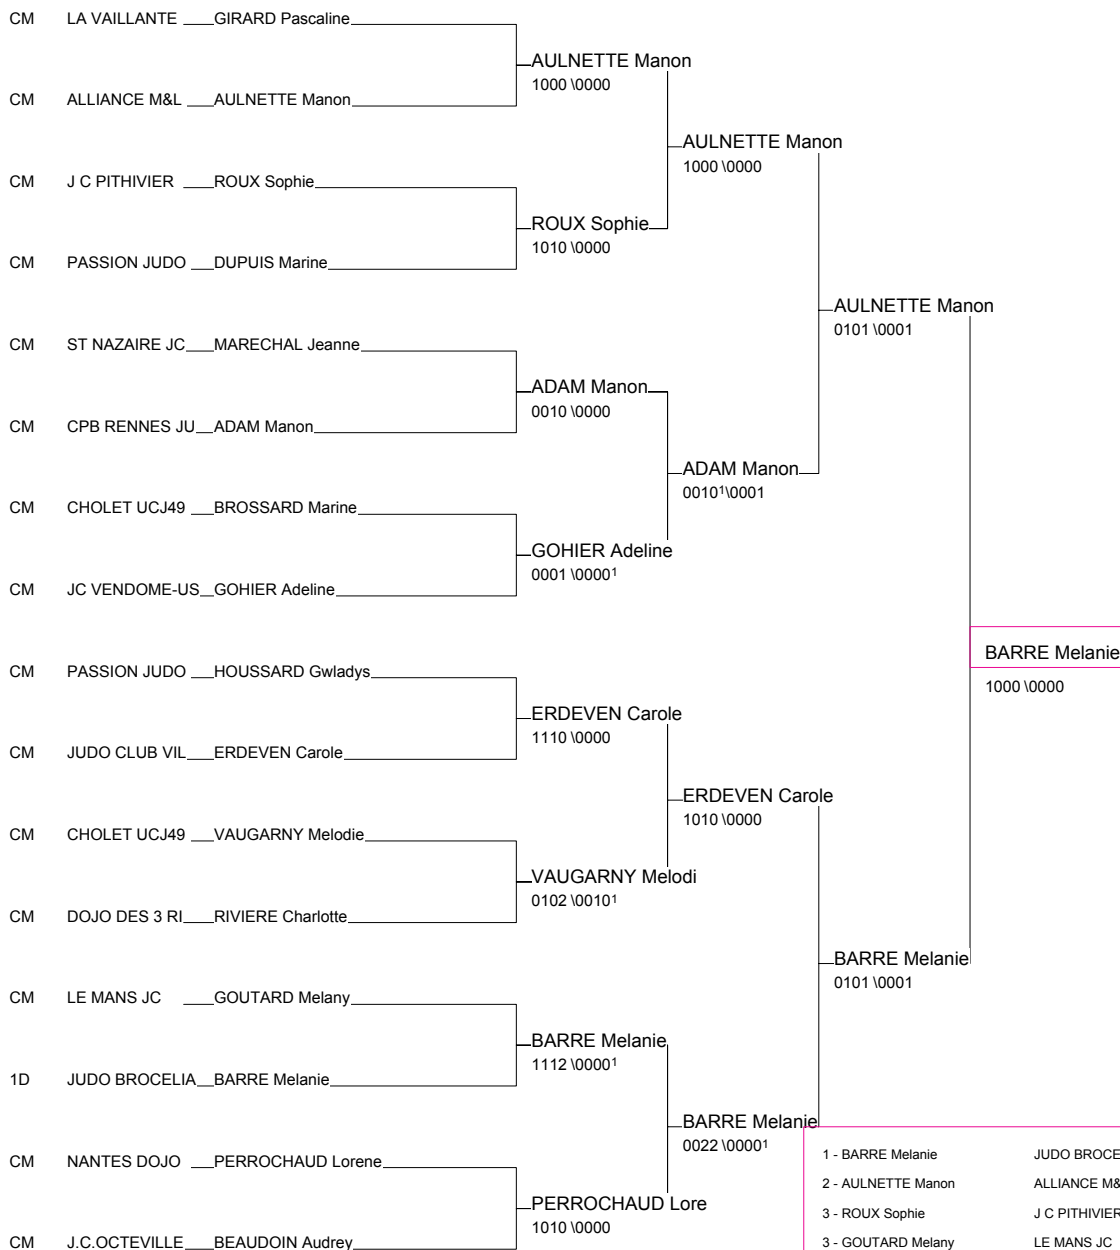 CM LA VAILLANTE GIRARD Pascaline
AULNETTE Manon
1000 \0000
CM ALLIANCE M&L AULNETTE Manon
AULNETTE Manon
1000 \0000
CM J C PITHIVIER ROUX Sophie
ROUX Sophie
1010 \0000
CM PASSION JUDO DUPUIS Marine
AULNETTE Manon
0101 \0001
CM ST NAZAIRE JC MARECHAL Jeanne
ADAM Manon
0010 \0000
CM CPB RENNES JU ADAM Manon
ADAM Manon
0010¹\0001
CM CHOLET UCJ49 BROSSARD Marine
GOHIER Adeline
0001 \0000¹
CM JC VENDOME-US GOHIER Adeline
BARRE Melanie
1000 \0000
CM PASSION JUDO HOUSSARD Gwladys
ERDEVEN Carole
1110 \0000
CM JUDO CLUB VIL ERDEVEN Carole
ERDEVEN Carole
1010 \0000
CM CHOLET UCJ49 VAUGARNY Melodie
VAUGARNY Melodi
0102 \0010¹
CM DOJO DES 3 RI RIVIERE Charlotte
BARRE Melanie
0101 \0001
CM LE MANS JC GOUTARD Melany
BARRE Melanie
1112 \0000¹
1D JUDO BROCELIA BARRE Melanie
BARRE Melanie
0022 \0000¹
CM NANTES DOJO PERROCHAUD Lorene
PERROCHAUD Lore
1010 \0000
CM J.C.OCTEVILLE BEAUDOIN Audrey
1 - BARRE Melanie JUDO BROCE
2 - AULNETTE Manon ALLIANCE M&
3 - ROUX Sophie J C PITHIVIER
3 - GOUTARD Melany LE MANS JC